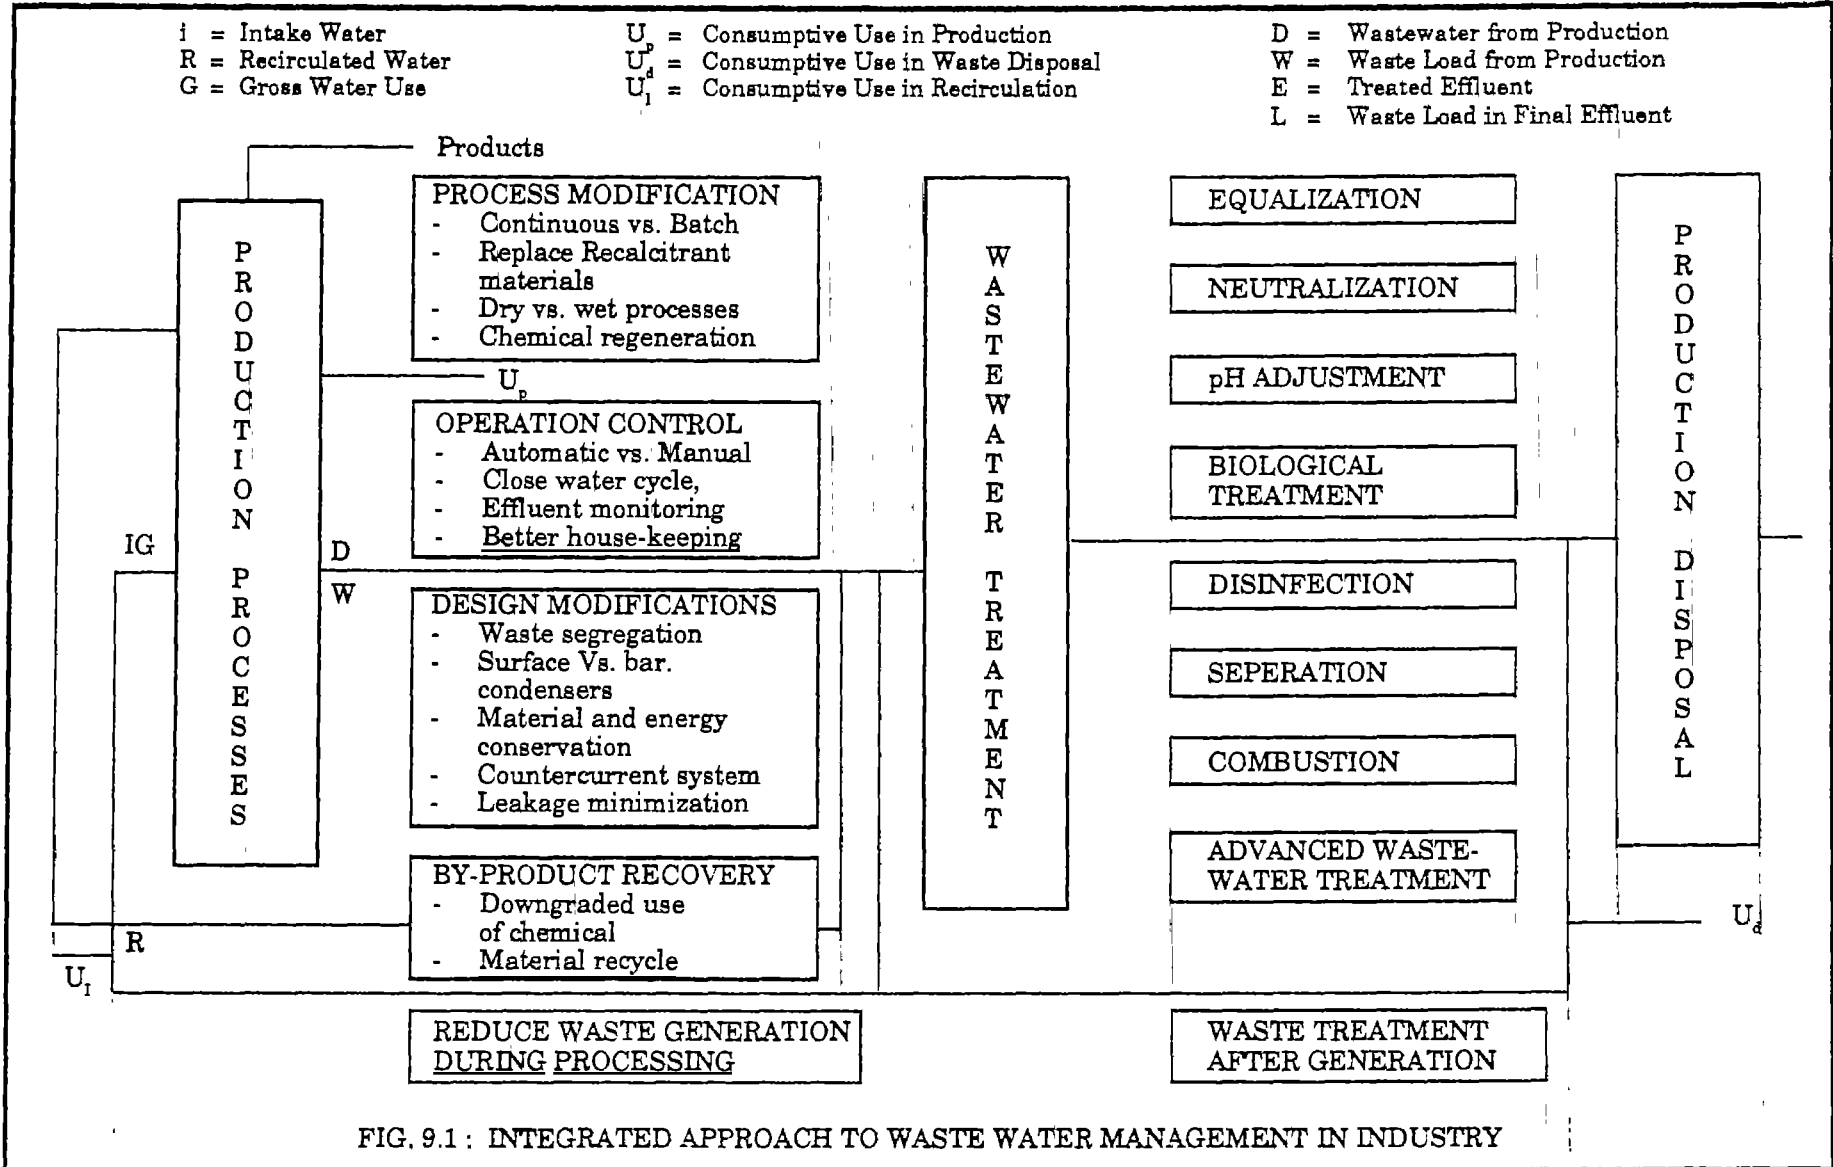 i = Intake Water
R = Recirculated Water
G = Gross Water Use
U_p = Consumptive Use in Production
U_d = Consumptive Use in Waste Disposal
U_I = Consumptive Use in Recirculation
D = Wastewater from Production
W = Waste Load from Production
E = Treated Effluent
L = Waste Load in Final Effluent
Products
PRODUCTION PROCESSES
PROCESS MODIFICATION
- Continuous vs. Batch
- Replace Recalcitrant
materials
- Dry vs. wet processes
- Chemical regeneration
U_p
OPERATION CONTROL
- Automatic vs. Manual
- Close water cycle,
- Effluent monitoring
- Better house-keeping
IG
D
W
DESIGN MODIFICATIONS
- Waste segregation
- Surface Vs. bar.
condensers
- Material and energy
conservation
- Countercurrent system
- Leakage minimization
BY-PRODUCT RECOVERY
- Downgraded use
of chemical
- Material recycle
R
U_I
REDUCE WASTE GENERATION
DURING PROCESSING
WASTEWATER TREATMENT
EQUALIZATION
NEUTRALIZATION
pH ADJUSTMENT
BIOLOGICAL
TREATMENT
DISINFECTION
SEPERATION
COMBUSTION
ADVANCED WASTE-
WATER TREATMENT
WASTE TREATMENT
AFTER GENERATION
PRODUCTION DISPOSAL
U_d
FIG. 9.1 : INTEGRATED APPROACH TO WASTE WATER MANAGEMENT IN INDUSTRY